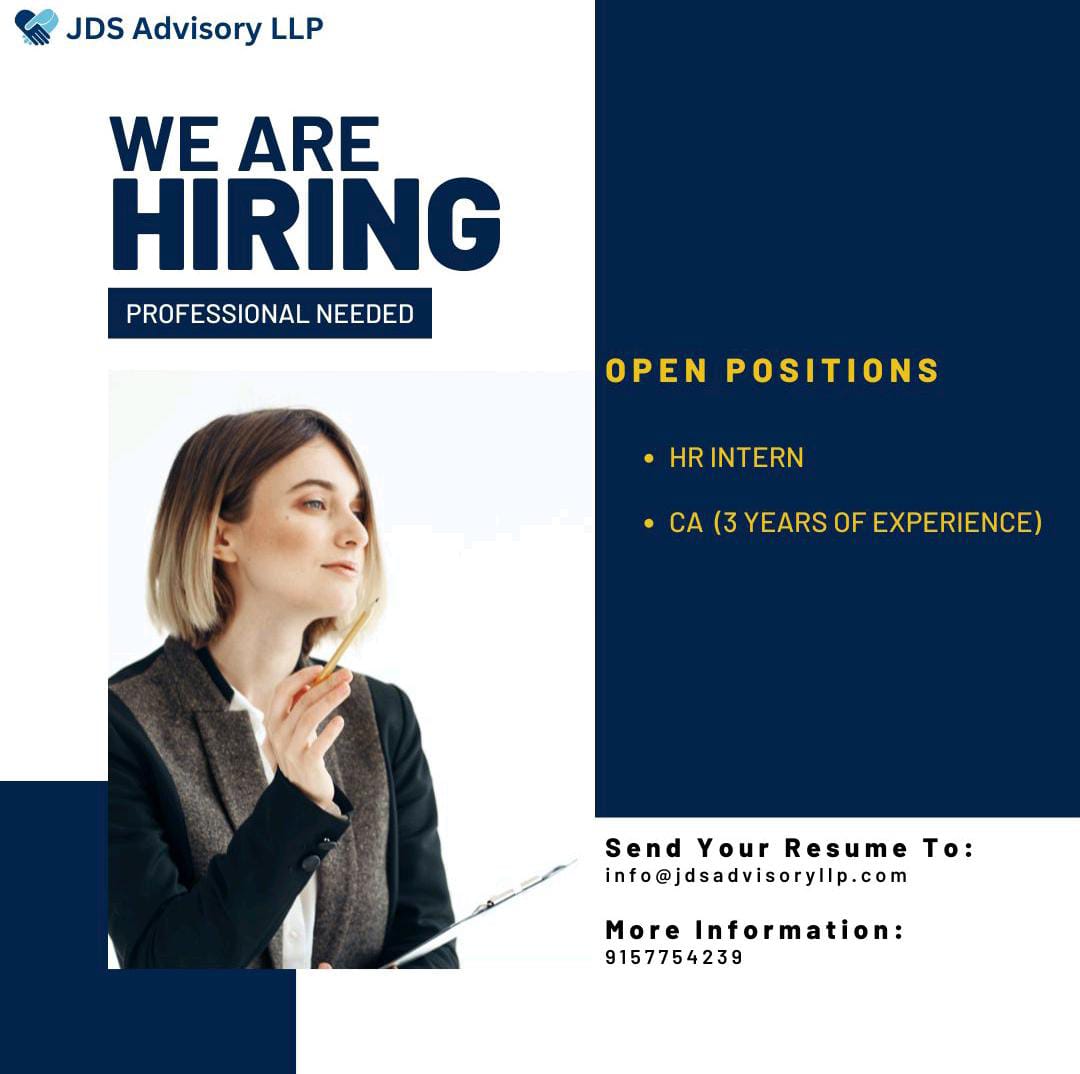 JDS Advisory LLP
WE ARE
HIRING
PROFESSIONAL NEEDED
OPEN POSITIONS
• HR INTERN
• CA (3 YEARS OF EXPERIENCE)
Send Your Resume To:
info@jdsadvisoryllp.com
More Information:
9157754239